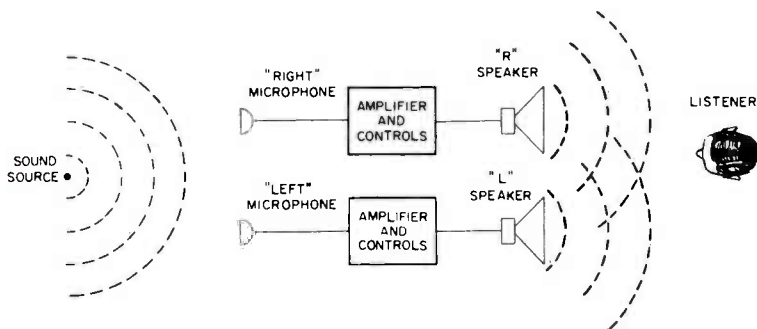 SOUND
SOURCE
"RIGHT"
MICROPHONE
AMPLIFIER
AND
CONTROLS
"R"
SPEAKER
"LEFT"
MICROPHONE
AMPLIFIER
AND
CONTROLS
"L"
SPEAKER
LISTENER